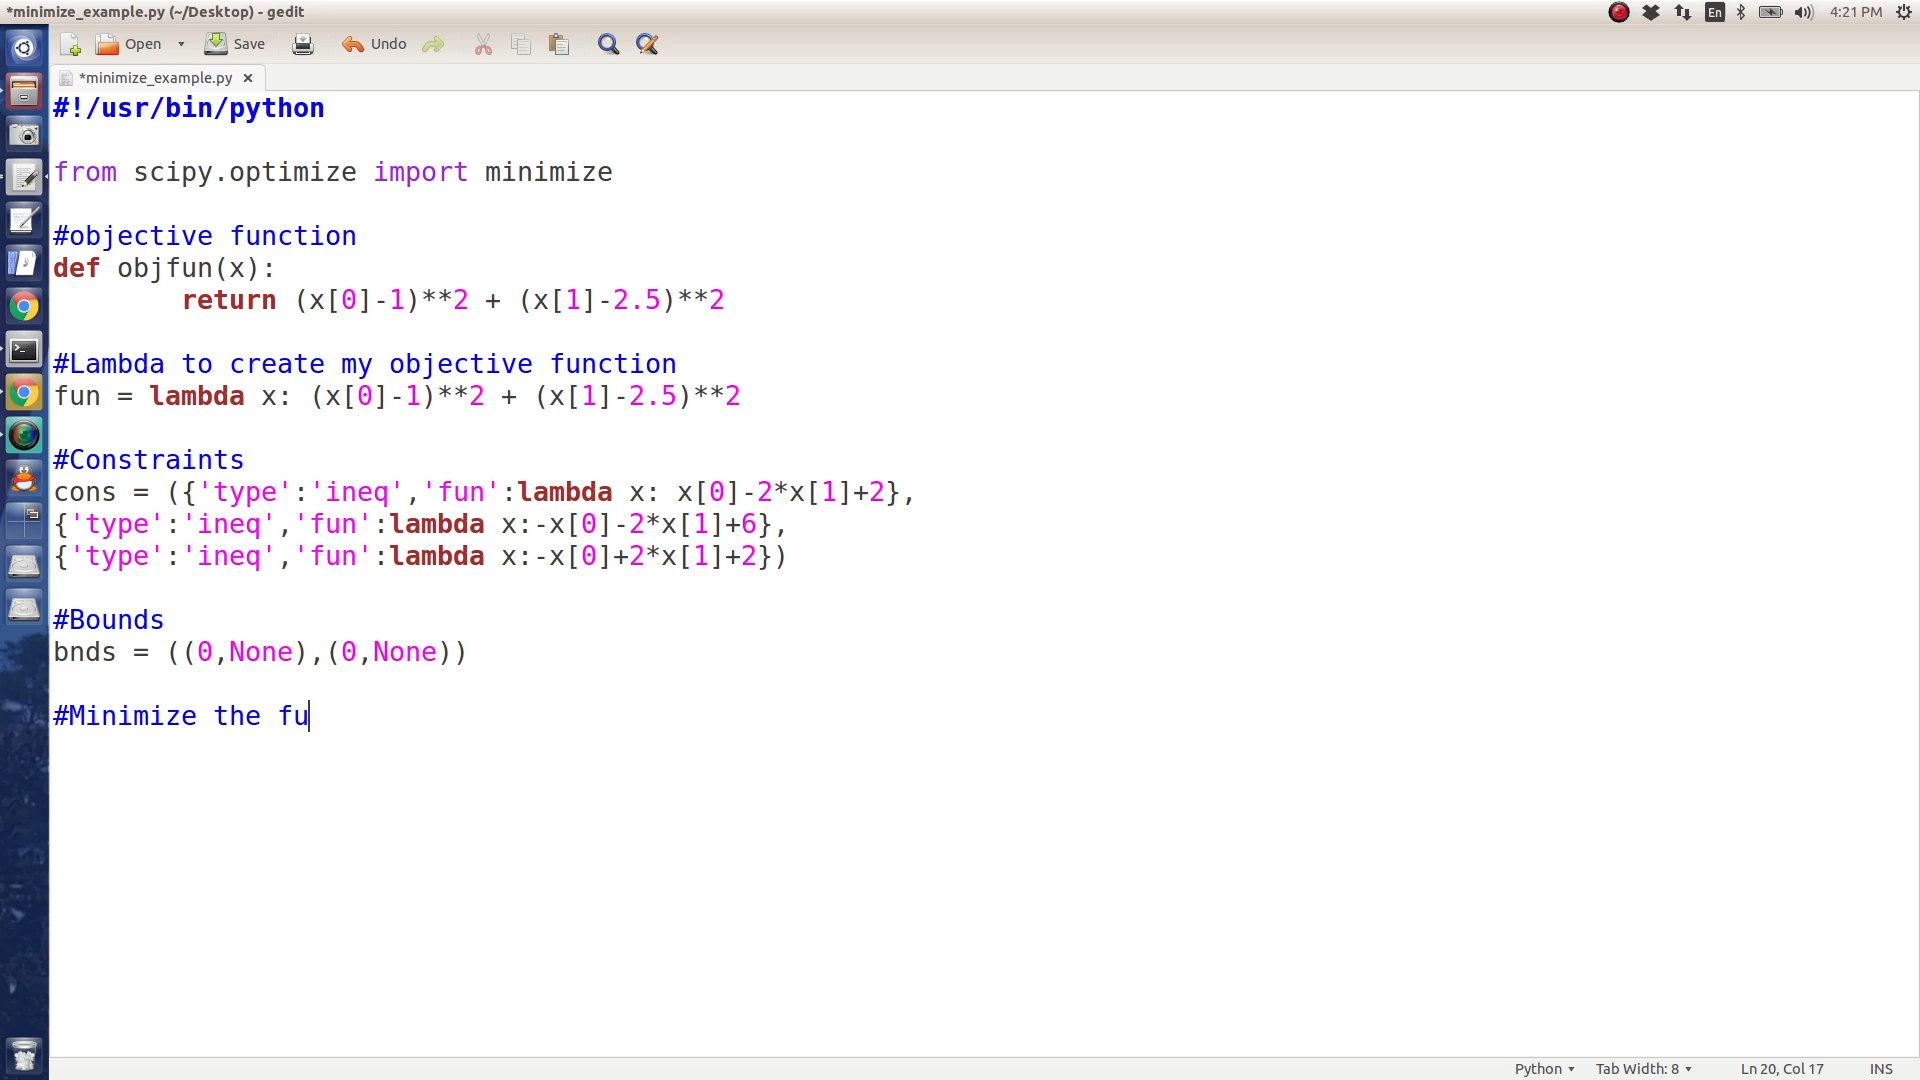 *minimize_example.py (~/Desktop) - gedit
En
4:21 PM
Open
Save
Undo
*minimize_example.py
#!/usr/bin/python
from scipy.optimize import minimize
#objective function
def objfun(x):
return (x[0]-1)**2 + (x[1]-2.5)**2
#Lambda to create my objective function
fun = lambda x: (x[0]-1)**2 + (x[1]-2.5)**2
#Constraints
cons = ({'type':'ineq','fun':lambda x: x[0]-2*x[1]+2},
{'type':'ineq','fun':lambda x:-x[0]-2*x[1]+6},
{'type':'ineq','fun':lambda x:-x[0]+2*x[1]+2})
#Bounds
bnds = ((0,None),(0,None))
#Minimize the fu
Python
Tab Width: 8
Ln 20, Col 17
INS